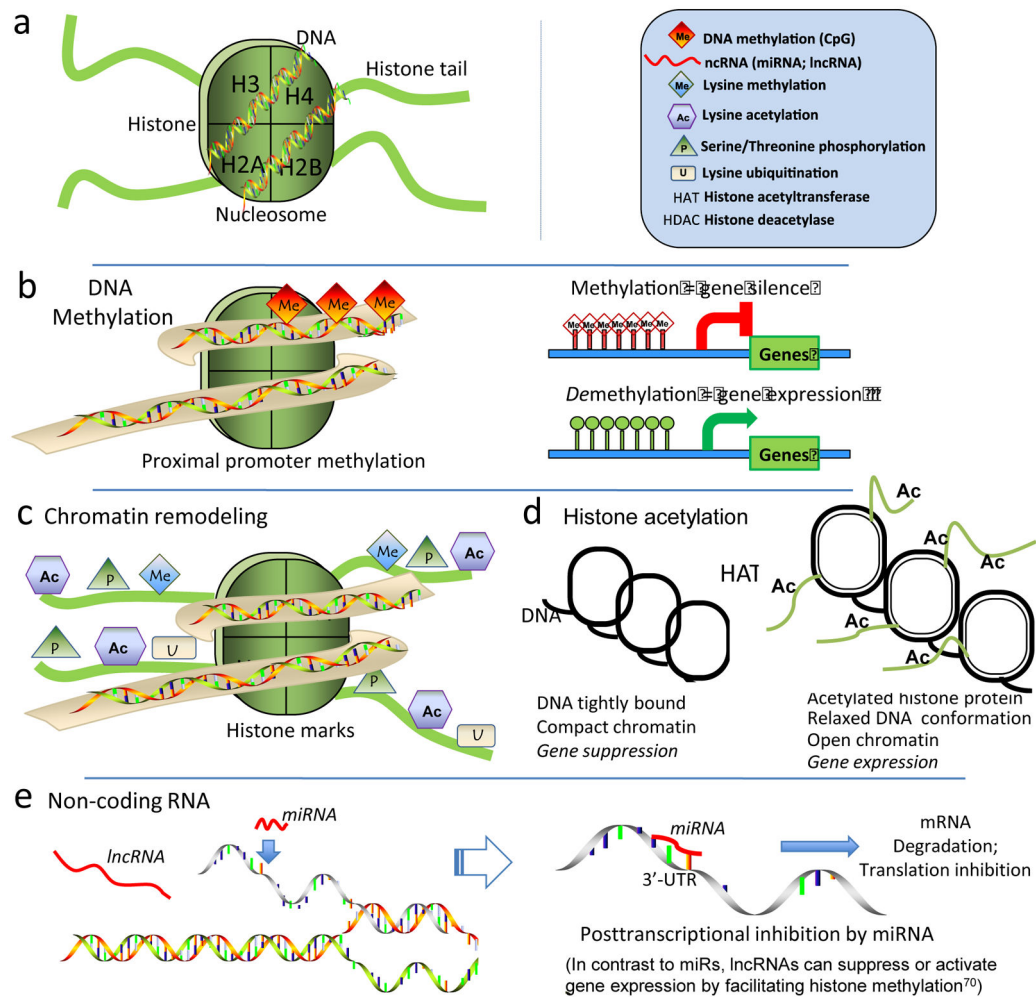 a
DNA
H3
H4
Histone tail
Histone
H2A
H2B
Nucleosome
Me DNA methylation (CpG)
ncRNA (miRNA; lncRNA)
Me Lysine methylation
Ac Lysine acetylation
P Serine/Threonine phosphorylation
U Lysine ubiquitination
HAT Histone acetyltransferase
HDAC Histone deacetylase
b
DNA
Methylation
Me Me Me
Proximal promoter methylation
Methylation = gene silence
Me Me Me Me Me Me Me
Genes
Demethylation = gene expression
Genes
c Chromatin remodeling
Ac P Me
Me P Ac
P Ac U
P
Ac
U
Histone marks
d Histone acetylation
DNA
HAT
Ac
Ac
Ac
Ac
Ac
Ac
DNA tightly bound
Compact chromatin
Gene suppression
Acetylated histone protein
Relaxed DNA conformation
Open chromatin
Gene expression
e Non-coding RNA
lncRNA
miRNA
miRNA
3’-UTR
mRNA
Degradation;
Translation inhibition
Posttranscriptional inhibition by miRNA
(In contrast to miRs, lncRNAs can suppress or activate
gene expression by facilitating histone methylation⁷⁰)